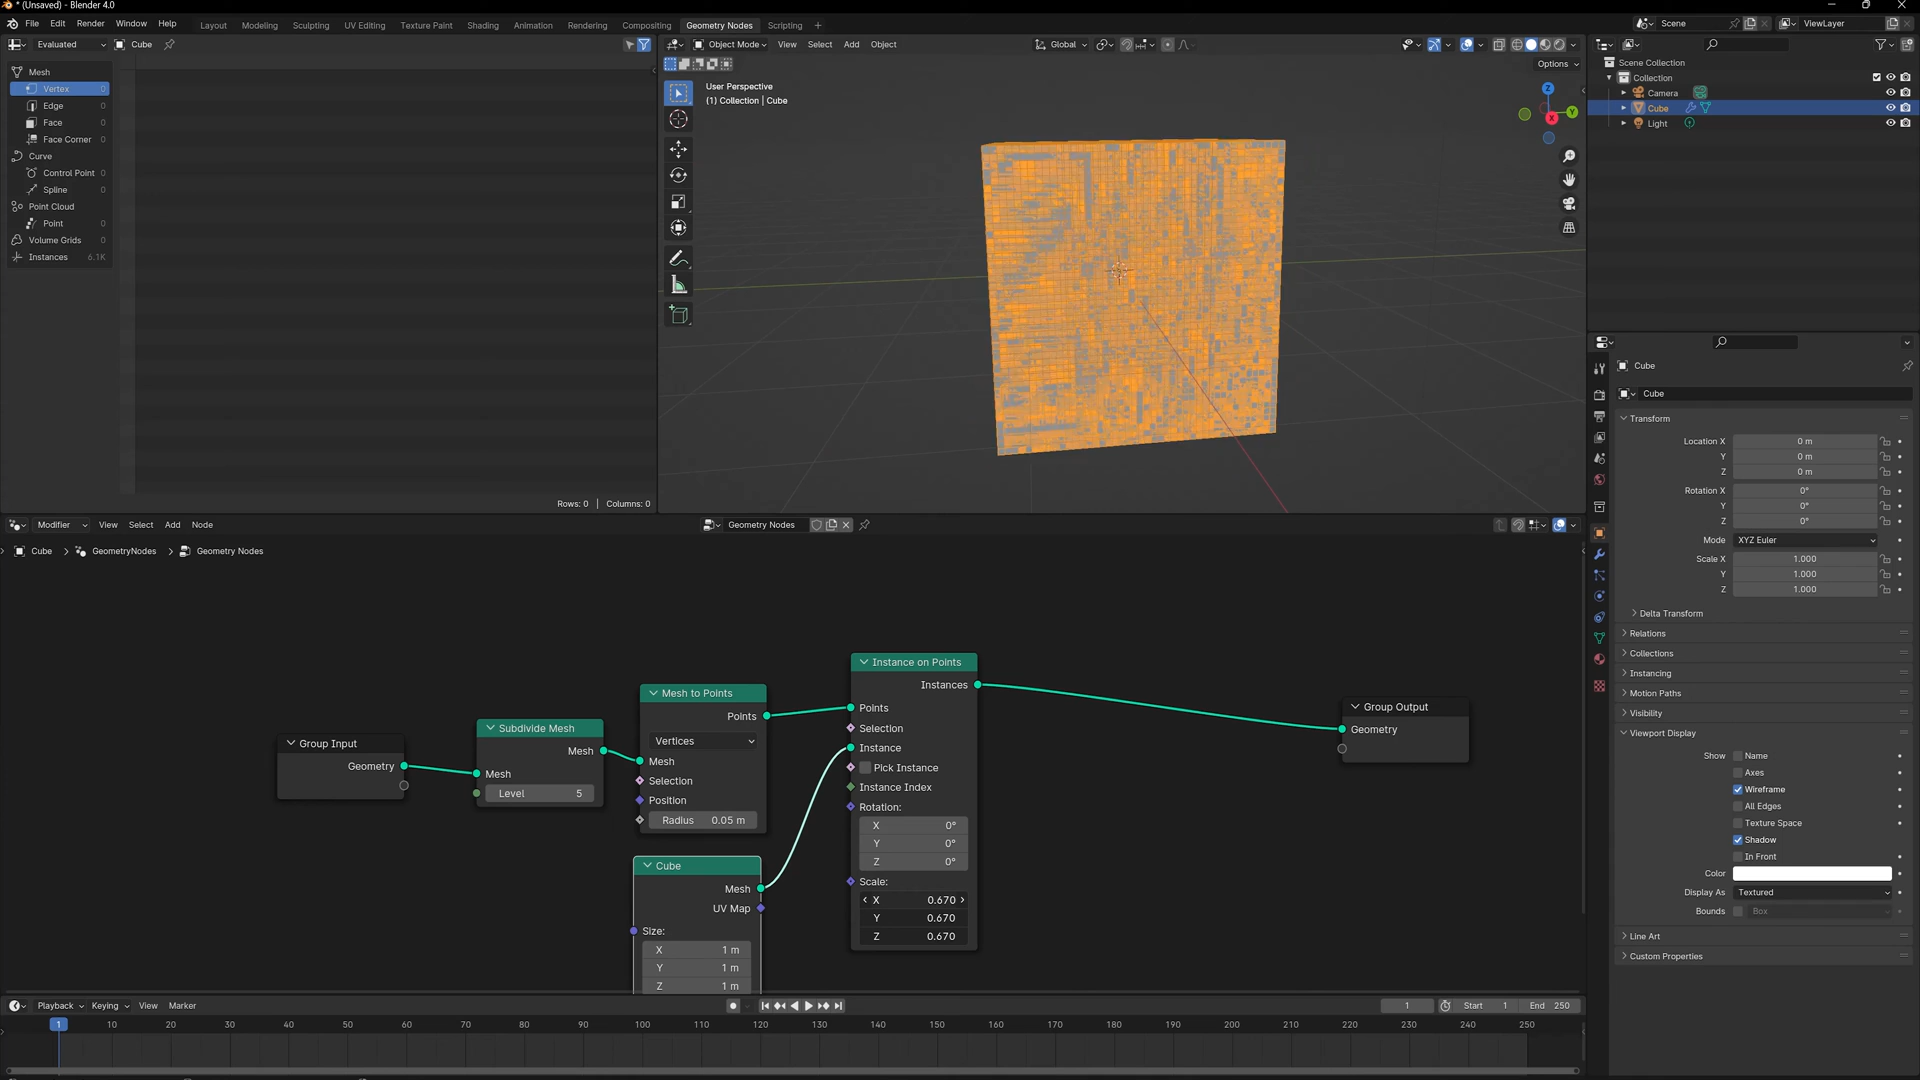 * (Unsaved) - Blender 4.0
File Edit Render Window Help
Layout Modeling Sculpting UV Editing Texture Paint Shading Animation Rendering Compositing Geometry Nodes Scripting +
Scene ViewLayer
Evaluated Cube
Mesh
Vertex 0
Edge 0
Face 0
Face Corner 0
Curve
Control Point 0
Spline 0
Point Cloud
Point 0
Volume Grids 0
Instances 6.1K
Rows: 0 | Columns: 0
Object Mode View Select Add Object Global
Options
User Perspective
(1) Collection | Cube
Z
Y
X
Scene Collection
Collection
Camera
Cube
Light
Cube
Cube
Transform
Location X 0 m
Y 0 m
Z 0 m
Rotation X 0°
Y 0°
Z 0°
Mode XYZ Euler
Scale X 1.000
Y 1.000
Z 1.000
Delta Transform
Relations
Collections
Instancing
Motion Paths
Visibility
Viewport Display
Show Name
Axes
Wireframe
All Edges
Texture Space
Shadow
In Front
Color
Display As Textured
Bounds Box
Line Art
Custom Properties
Modifier View Select Add Node Geometry Nodes
Cube > GeometryNodes > Geometry Nodes
Group Input
Geometry
Subdivide Mesh
Mesh
Mesh
Level 5
Mesh to Points
Points
Vertices
Mesh
Selection
Position
Radius 0.05 m
Cube
Mesh
UV Map
Size:
X 1 m
Y 1 m
Z 1 m
Instance on Points
Instances
Points
Selection
Instance
Pick Instance
Instance Index
Rotation:
X 0°
Y 0°
Z 0°
Scale:
X 0.670
Y 0.670
Z 0.670
Group Output
Geometry
Playback Keying View Marker 1 Start 1 End 250
1 10 20 30 40 50 60 70 80 90 100 110 120 130 140 150 160 170 180 190 200 210 220 230 240 250